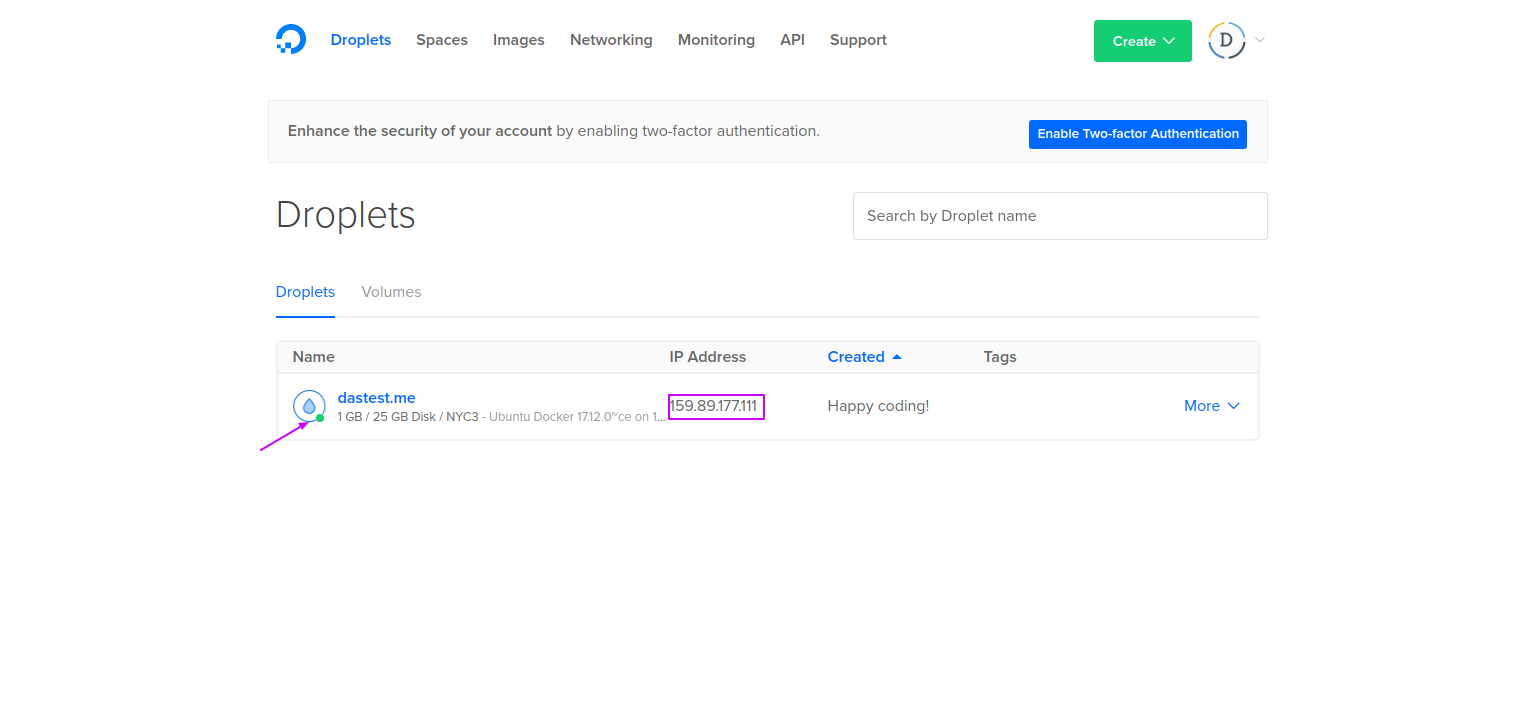 Droplets Spaces Images Networking Monitoring API Support Create D
Enhance the security of your account by enabling two-factor authentication. Enable Two-factor Authentication
Droplets Search by Droplet name
Droplets Volumes
Name IP Address Created Tags
dastest.me
1 GB / 25 GB Disk / NYC3 - Ubuntu Docker 17.12.0~ce on 1... 159.89.177.111 Happy coding! More